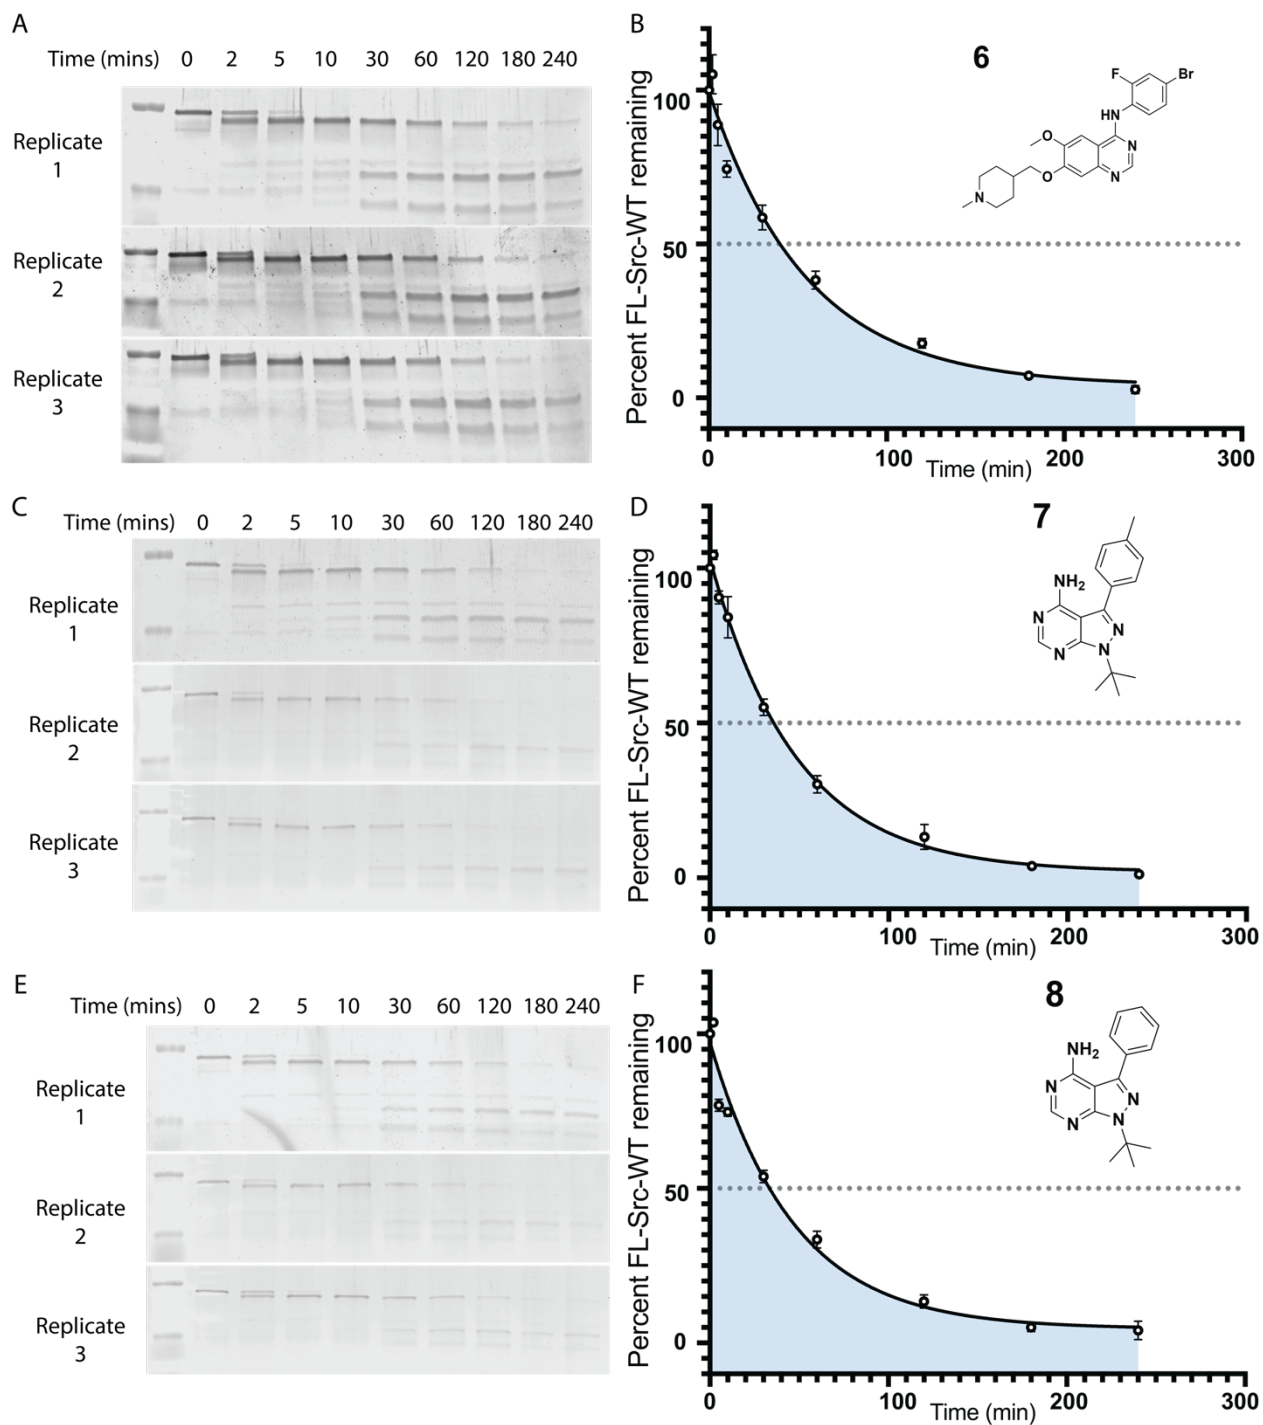 A
Time (mins) 0 2 5 10 30 60 120 180 240
Replicate
1
Replicate
2
Replicate
3
B
6
Percent FL-Src-WT remaining
100
50
0
0 100 200 300
Time (min)
F
Br
HN
O
N
N
O
N
C
Time (mins) 0 2 5 10 30 60 120 180 240
Replicate
1
Replicate
2
Replicate
3
D
7
Percent FL-Src-WT remaining
100
50
0
0 100 200 300
Time (min)
NH2
N
N
N
N
E
Time (mins) 0 2 5 10 30 60 120 180 240
Replicate
1
Replicate
2
Replicate
3
F
8
Percent FL-Src-WT remaining
100
50
0
0 100 200 300
Time (min)
NH2
N
N
N
N